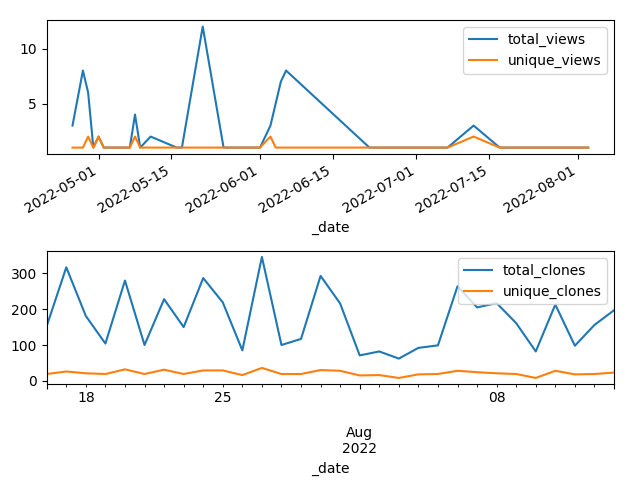 10
5
total_views
unique_views
2022-05-01
2022-05-15
2022-06-01
2022-06-15
2022-07-01
2022-07-15
2022-08-01
_date
300
200
100
0
total_clones
unique_clones
18
25
08
Aug
2022
_date